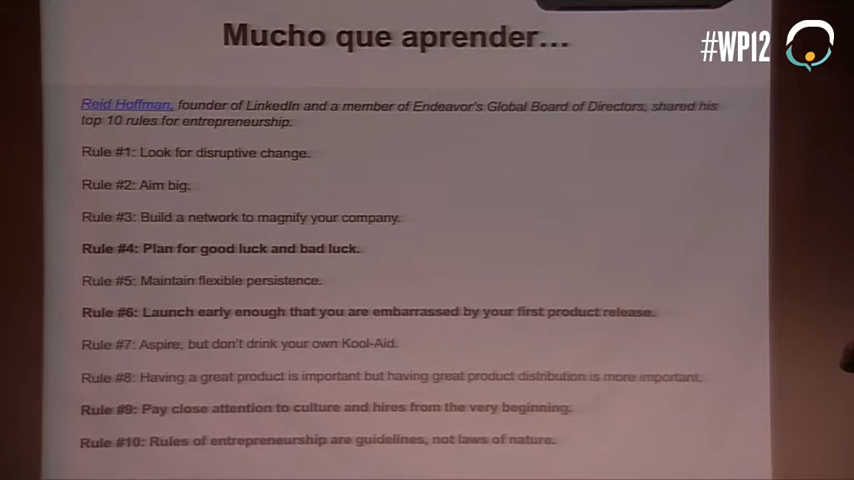 Mucho que aprender...
#WP12
Reid Hoffman, founder of LinkedIn and a member of Endeavor's Global Board of Directors, shared his
top 10 rules for entrepreneurship.
Rule #1: Look for disruptive change.
Rule #2: Aim big.
Rule #3: Build a network to magnify your company.
Rule #4: Plan for good luck and bad luck.
Rule #5: Maintain flexible persistence.
Rule #6: Launch early enough that you are embarrassed by your first product release.
Rule #7: Aspire, but don't drink your own Kool-Aid.
Rule #8: Having a great product is important but having great product distribution is more important.
Rule #9: Pay close attention to culture and hires from the very beginning.
Rule #10: Rules of entrepreneurship are guidelines, not laws of nature.